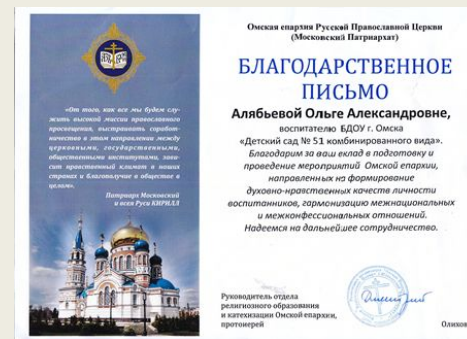 «От того, как все мы будем слу-
жить высокой миссии православного
просвещения, выстраивать соработ-
ничество в этом направлении между
церковными, государственными,
общественными институтами, зави-
сит нравственный климат в наших
странах и благополучие в обществе в
целом».
Патриарх Московский
и всея Руси КИРИЛЛ
Омская епархия Русской Православной Церкви
(Московский Патриархат)
БЛАГОДАРСТВЕННОЕ
ПИСЬМО
Алябьевой Ольге Александровне,
воспитателю БДОУ г. Омска
«Детский сад № 51 комбинированного вида».
Благодарим за ваш вклад в подготовку и
проведение мероприятий Омской епархии,
направленных на формирование
духовно-нравственных качеств личности
воспитанников, гармонизацию межнациональных
и межконфессиональных отношений.
Надеемся на дальнейшее сотрудничество.
Руководитель отдела
религиозного образования
и катехизации Омской епархии,
протоиерей